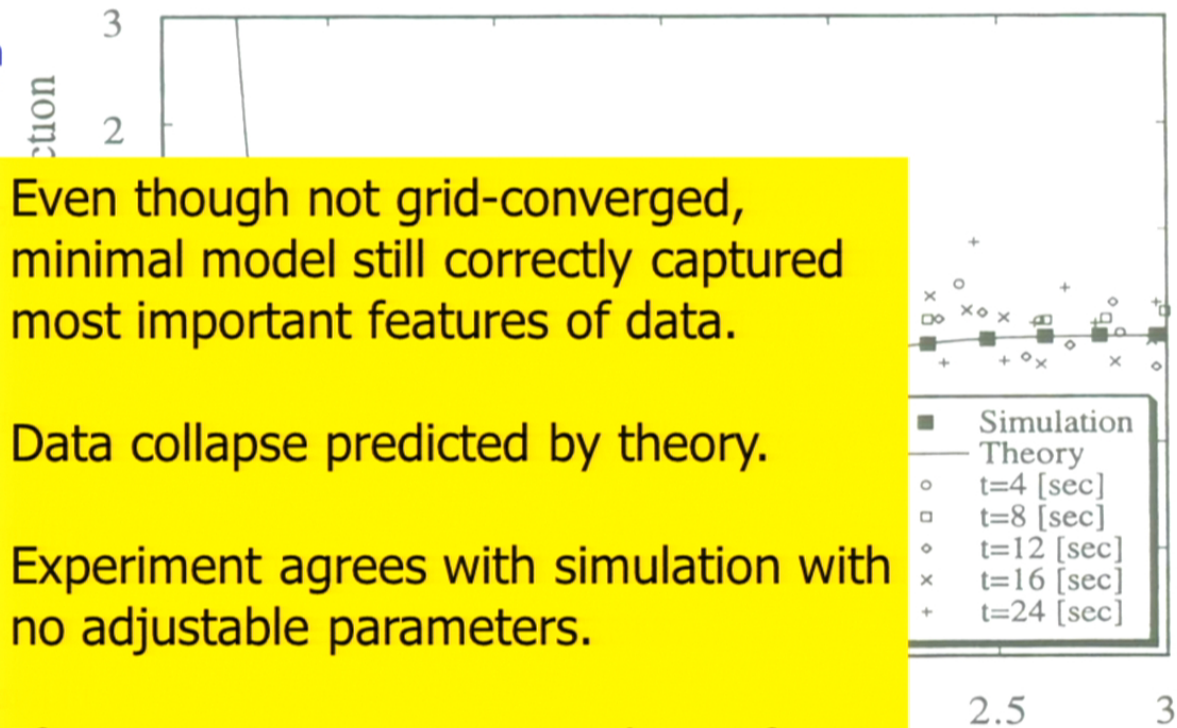 3
ction
2
Even though not grid-converged,
minimal model still correctly captured
most important features of data.
Data collapse predicted by theory.
Experiment agrees with simulation with
no adjustable parameters.
Simulation
Theory
t=4 [sec]
t=8 [sec]
t=12 [sec]
t=16 [sec]
t=24 [sec]
2.5
3